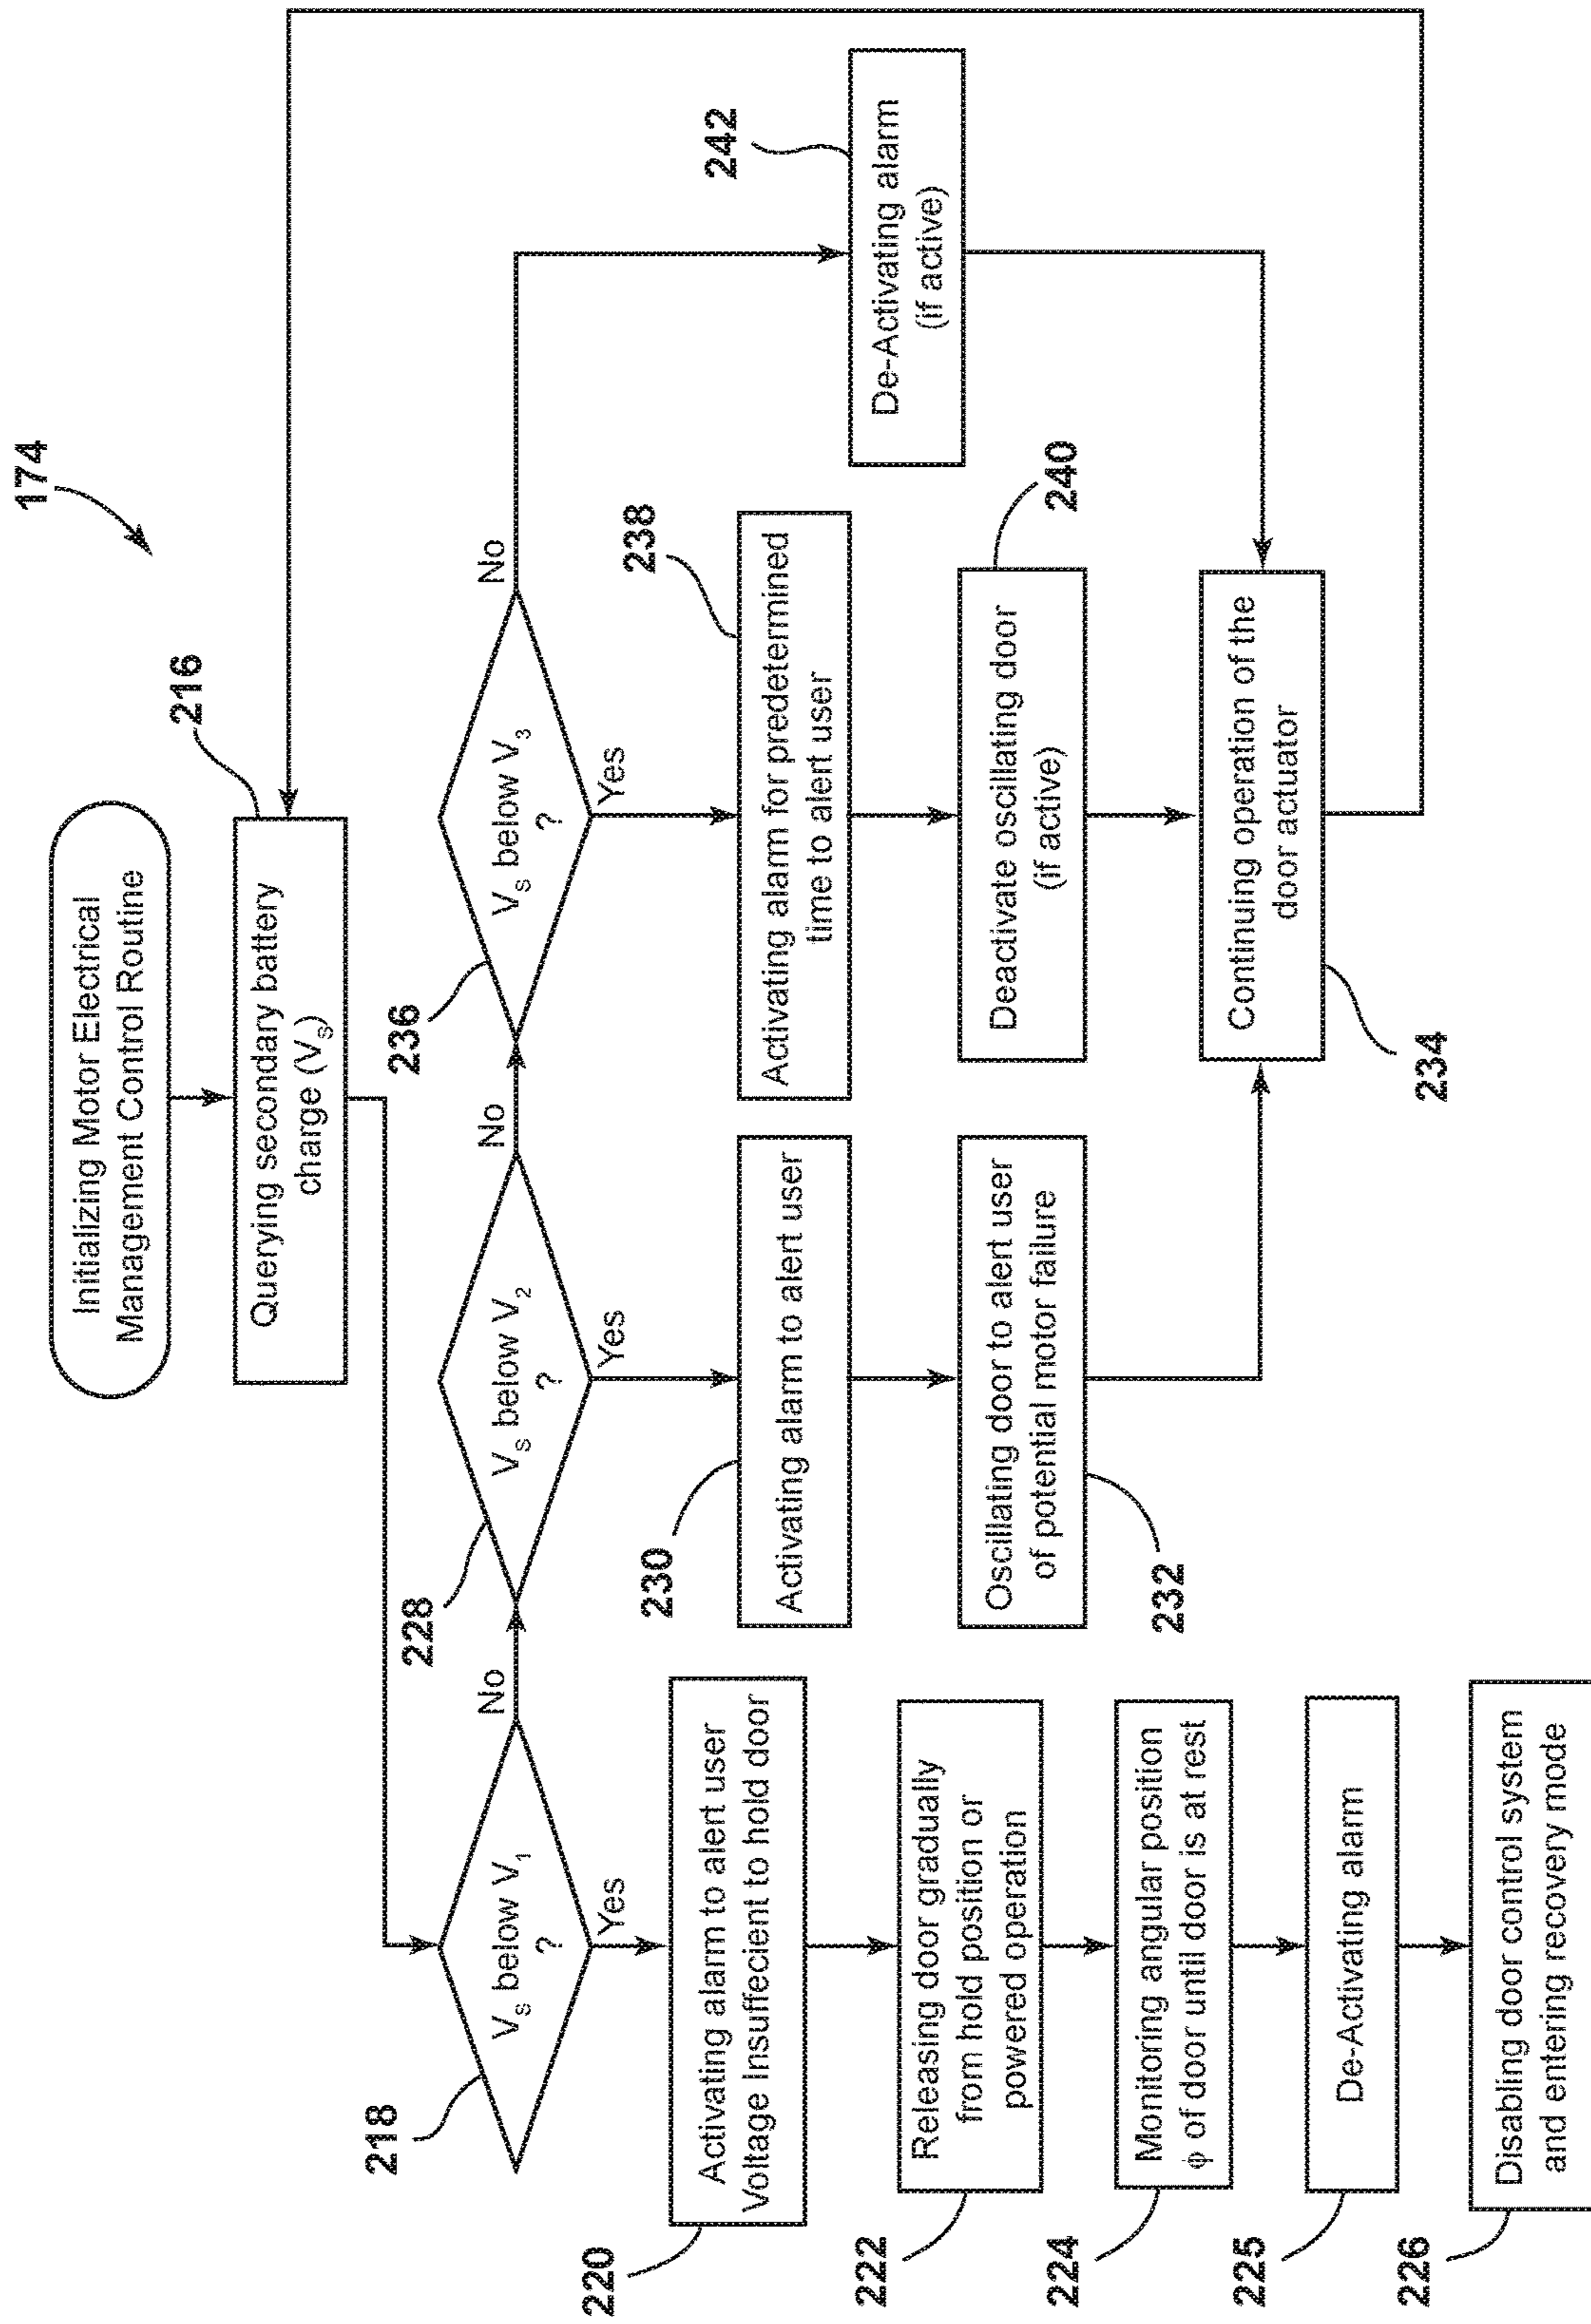 174
Initializing Motor Electrical
Management Control Routine
216
Querying secondary battery
charge (Vs)
218
Vs below V1
?
No
Yes
228
Vs below V2
?
No
Yes
236
Vs below V3
?
No
Yes
220
Activating alarm to alert user
Voltage Insuffecient to hold door
222
Releasing door gradually
from hold position or
powered operation
224
Monitoring angular position
ϕ of door until door is at rest
225
De-Activating alarm
226
Disabling door control system
and entering recovery mode
230
Activating alarm to alert user
232
Oscillating door to alert user
of potential motor failure
238
Activating alarm for predetermined
time to alert user
240
Deactivate oscillating door
(if active)
242
De-Activating alarm
(if active)
234
Continuing operation of the
door actuator